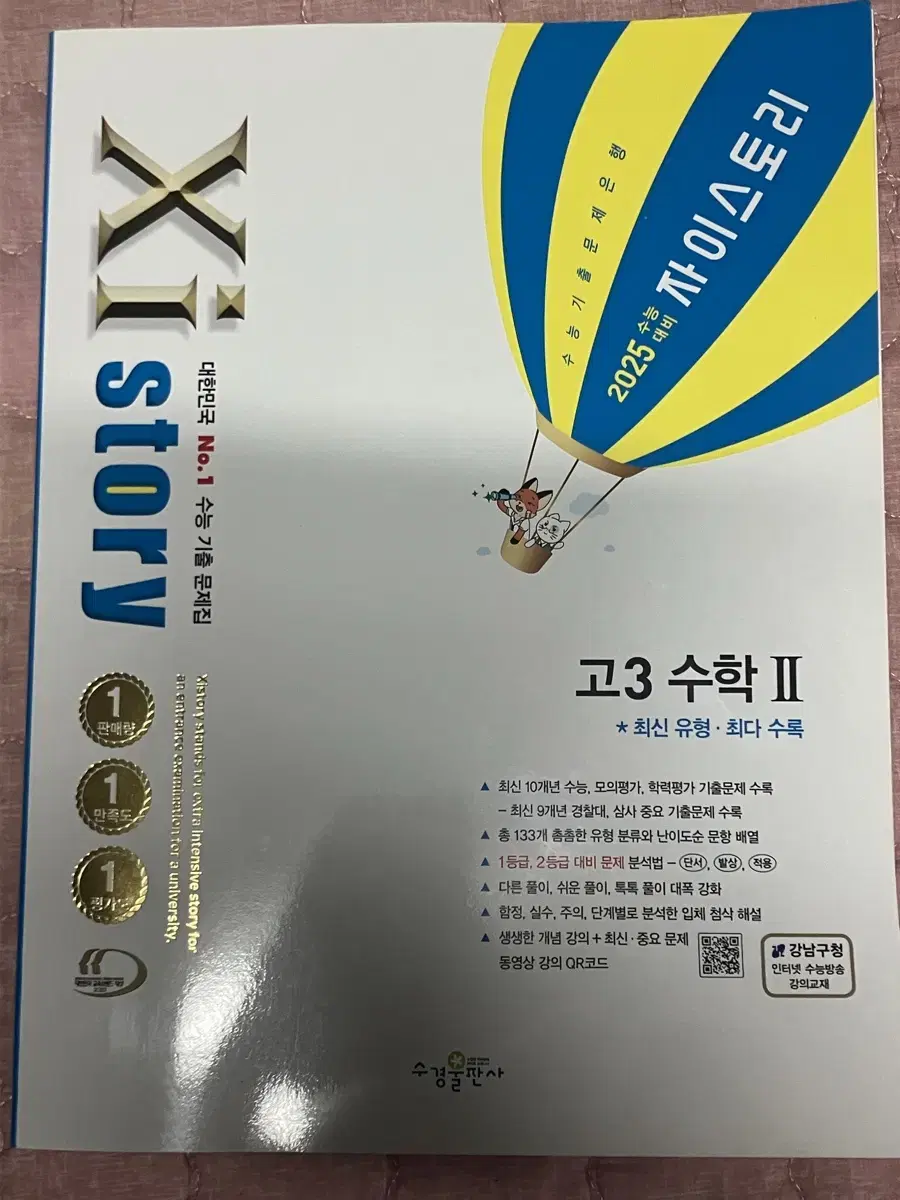 Xi story
대한민국 No.1 수능 기출 문제집
Xistory stands for extra intensive story for
an entrance examination for a university.
1
판매량
1
만족도
1
수능기출문제은행
2025 수능 대비
자이스토리
고3 수학 Ⅱ
* 최신 유형 · 최다 수록
▲ 최신 10개년 수능, 모의평가, 학력평가 기출문제 수록
– 최신 9개년 경찰대, 삼사 중요 기출문제 수록
▲ 총 133개 촘촘한 유형 분류와 난이도순 문항 배열
▲ 1등급, 2등급 대비 문제 분석법 – 단서, 발상, 적용
▲ 다른 풀이, 쉬운 풀이, 톡톡 풀이 대폭 강화
▲ 함정, 실수, 주의, 단계별로 분석한 입체 첨삭 해설
▲ 생생한 개념 강의 + 최신 · 중요 문제
동영상 강의 QR코드
강남구청
인터넷 수능방송
강의교재
수경출판사